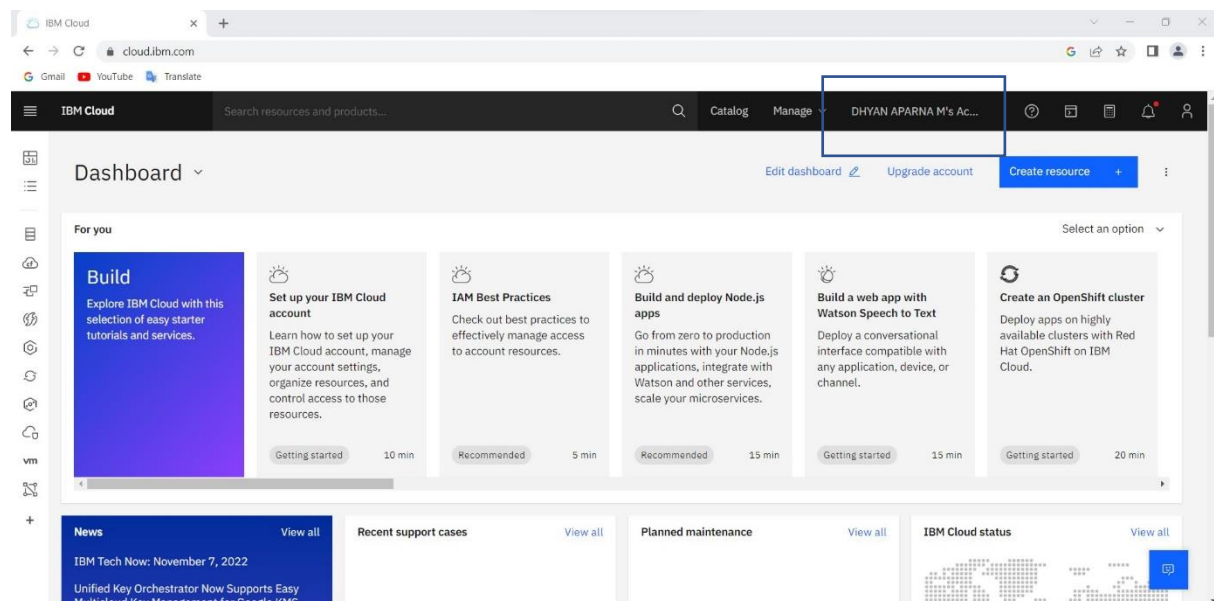 IBM Cloud
cloud.ibm.com
Gmail YouTube Translate
IBM Cloud Search resources and products... Catalog Manage DHYAN APARNA M's Ac...
Dashboard Edit dashboard Upgrade account Create resource +
For you Select an option
Build
Explore IBM Cloud with this
selection of easy starter
tutorials and services.
Set up your IBM Cloud
account
Learn how to set up your
IBM Cloud account, manage
your account settings,
organize resources, and
control access to those
resources.
Getting started 10 min
IAM Best Practices
Check out best practices to
effectively manage access
to account resources.
Recommended 5 min
Build and deploy Node.js
apps
Go from zero to production
in minutes with your Node.js
applications, integrate with
Watson and other services,
scale your microservices.
Recommended 15 min
Build a web app with
Watson Speech to Text
Deploy a conversational
interface compatible with
any application, device, or
channel.
Getting started 15 min
Create an OpenShift cluster
Deploy apps on highly
available clusters with Red
Hat OpenShift on IBM
Cloud.
Getting started 20 min
vm
News View all
IBM Tech Now: November 7, 2022
Unified Key Orchestrator Now Supports Easy
Multicloud Key Management for Google KMS
Recent support cases View all
Planned maintenance View all
IBM Cloud status View all